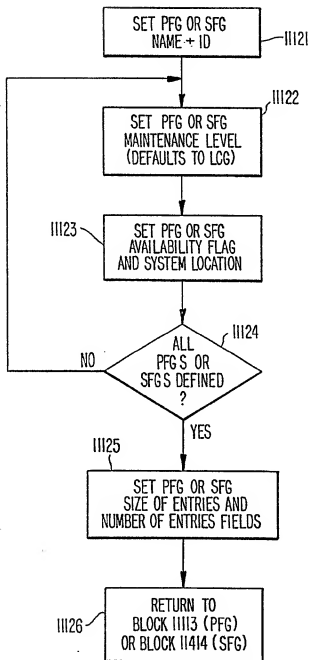 SET PFG OR SFG
NAME + ID
11121
SET PFG OR SFG
MAINTENANCE LEVEL
(DEFAULTS TO LCG)
11122
11123
SET PFG OR SFG
AVAILABILITY FLAG
AND SYSTEM LOCATION
ALL
PFGS OR
SFGS DEFINED
?
11124
NO
YES
11125
SET PFG OR SFG
SIZE OF ENTRIES AND
NUMBER OF ENTRIES FIELDS
11126
RETURN TO
BLOCK 11113 (PFG)
OR BLOCK 11414 (SFG)